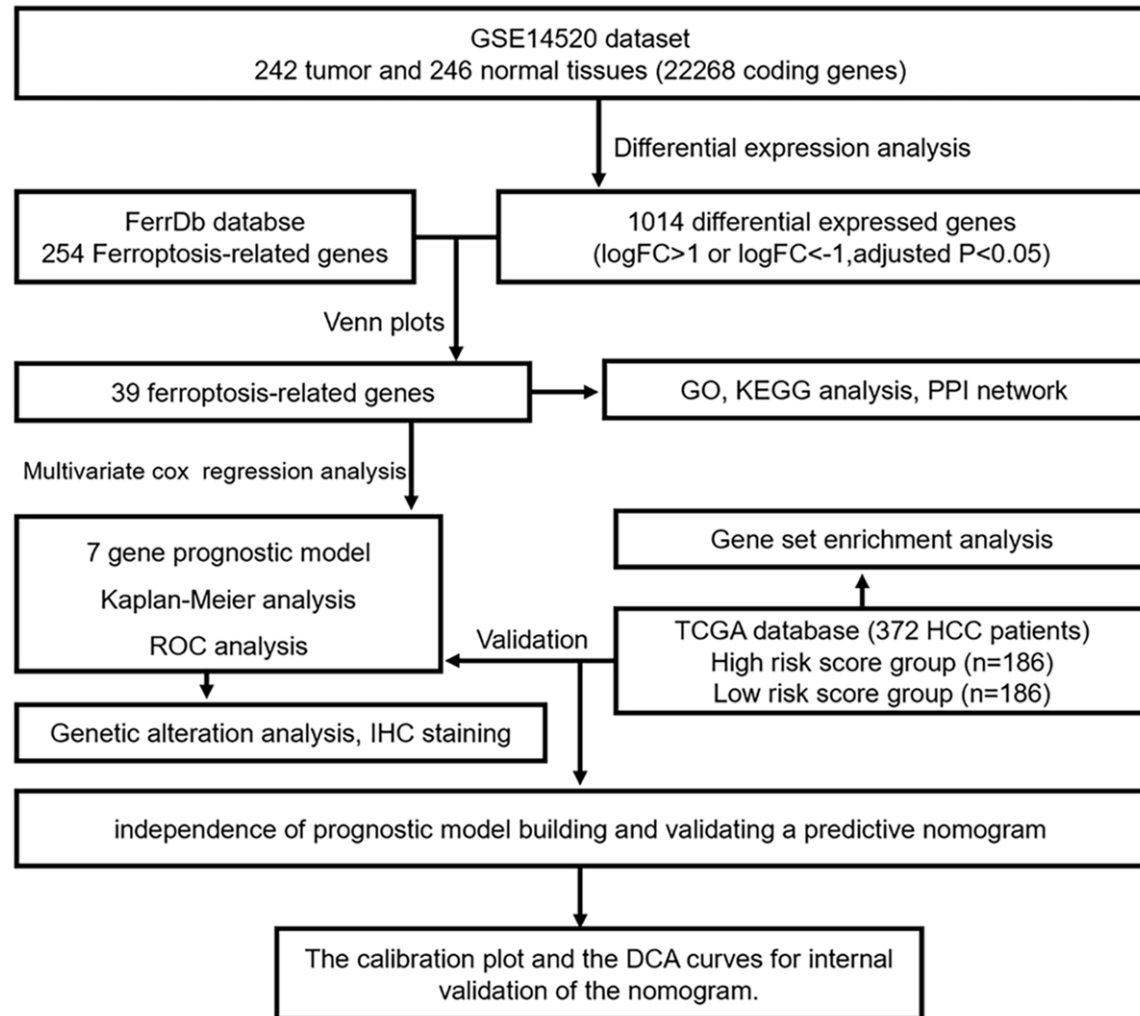 GSE14520 dataset
242 tumor and 246 normal tissues (22268 coding genes)
Differential expression analysis
FerrDb databse
254 Ferroptosis-related genes
1014 differential expressed genes
(logFC>1 or logFC<-1,adjusted P<0.05)
Venn plots
39 ferroptosis-related genes
GO, KEGG analysis, PPI network
Multivariate cox regression analysis
7 gene prognostic model
Kaplan-Meier analysis
ROC analysis
Gene set enrichment analysis
Validation
TCGA database (372 HCC patients)
High risk score group (n=186)
Low risk score group (n=186)
Genetic alteration analysis, IHC staining
independence of prognostic model building and validating a predictive nomogram
The calibration plot and the DCA curves for internal
validation of the nomogram.